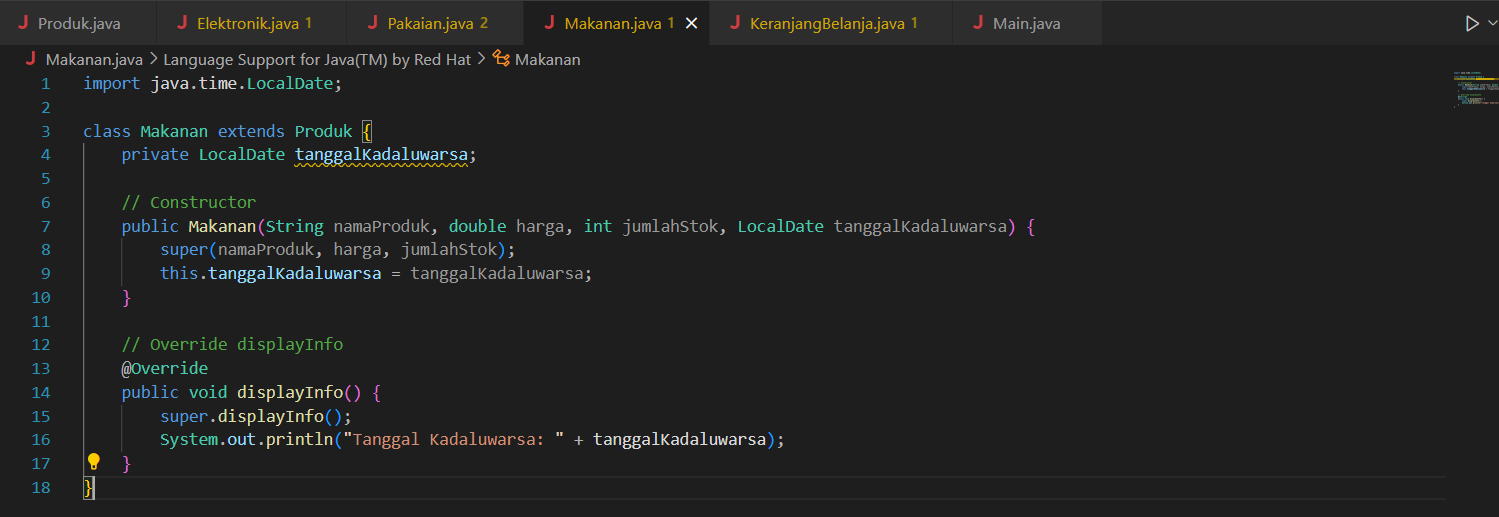 Produk.java Elektronik.java 1 Pakaian.java 2 Makanan.java 1 KeranjangBelanja.java 1 Main.java
Makanan.java > Language Support for Java(TM) by Red Hat > Makanan
1 import java.time.LocalDate;
2
3 class Makanan extends Produk {
4 private LocalDate tanggalKadaluwarsa;
5
6 // Constructor
7 public Makanan(String namaProduk, double harga, int jumlahStok, LocalDate tanggalKadaluwarsa) {
8 super(namaProduk, harga, jumlahStok);
9 this.tanggalKadaluwarsa = tanggalKadaluwarsa;
10 }
11
12 // Override displayInfo
13 @Override
14 public void displayInfo() {
15 super.displayInfo();
16 System.out.println("Tanggal Kadaluwarsa: " + tanggalKadaluwarsa);
17 }
18 }